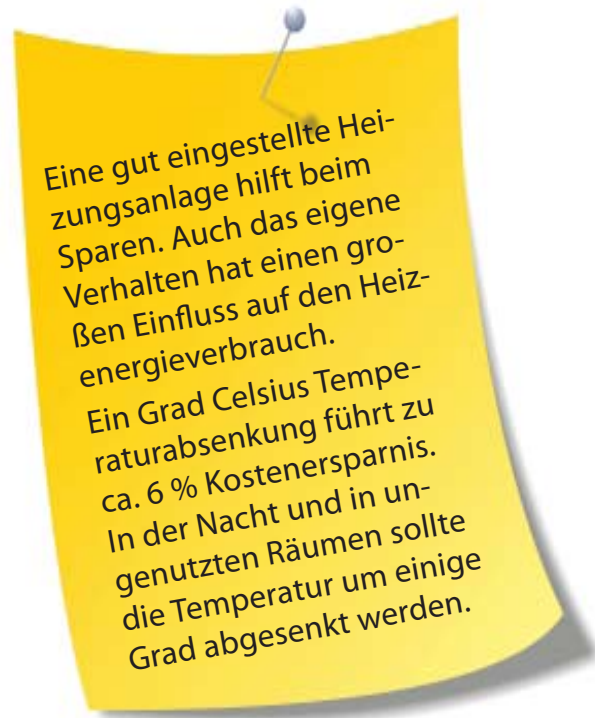 Eine gut eingestellte Hei-
zungsanlage hilft beim
Sparen. Auch das eigene
Verhalten hat einen gro-
ßen Einfluss auf den Heiz-
energieverbrauch.
Ein Grad Celsius Tempe-
raturabsenkung führt zu
ca. 6 % Kostenersparnis.
In der Nacht und in un-
genutzten Räumen sollte
die Temperatur um einige
Grad abgesenkt werden.